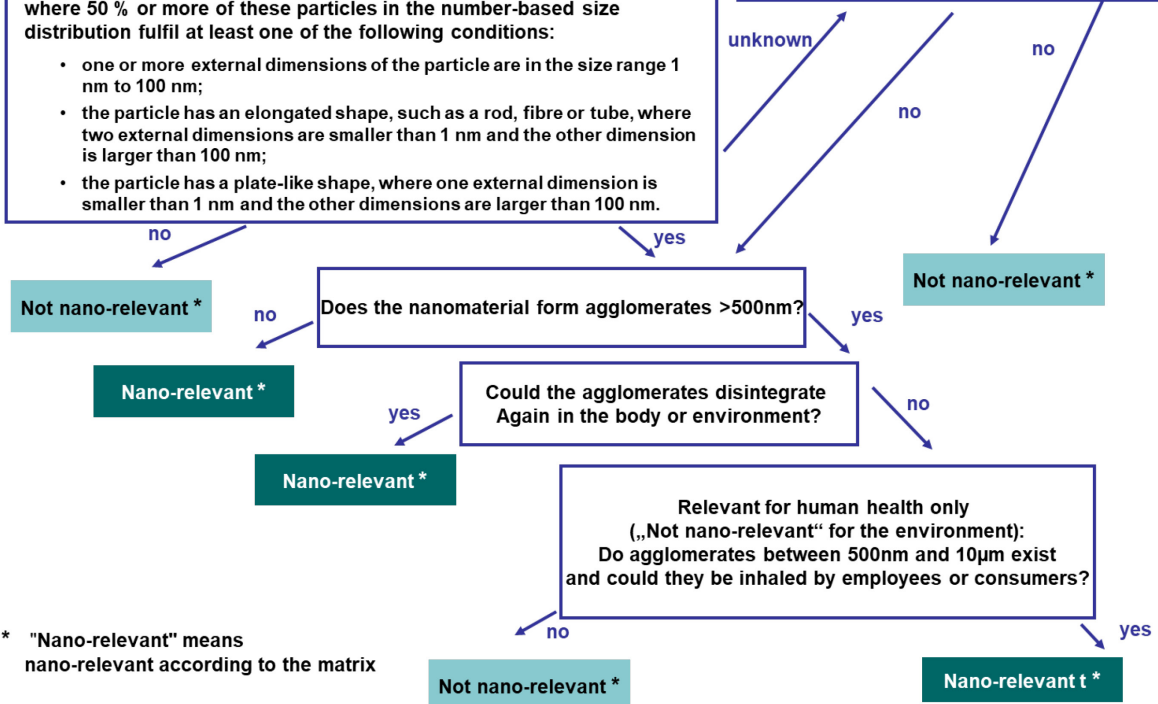 where 50 % or more of these particles in the number-based size
distribution fulfil at least one of the following conditions:
• one or more external dimensions of the particle are in the size range 1
nm to 100 nm;
• the particle has an elongated shape, such as a rod, fibre or tube, where
two external dimensions are smaller than 1 nm and the other dimension
is larger than 100 nm;
• the particle has a plate-like shape, where one external dimension is
smaller than 1 nm and the other dimensions are larger than 100 nm.
unknown
no
no
no
yes
Not nano-relevant *
Not nano-relevant *
Does the nanomaterial form agglomerates >500nm?
no
yes
Nano-relevant *
Could the agglomerates disintegrate
Again in the body or environment?
yes
no
Nano-relevant *
Relevant for human health only
(„Not nano-relevant“ for the environment):
Do agglomerates between 500nm and 10µm exist
and could they be inhaled by employees or consumers?
no
yes
* "Nano-relevant" means
nano-relevant according to the matrix
Not nano-relevant *
Nano-relevant t *